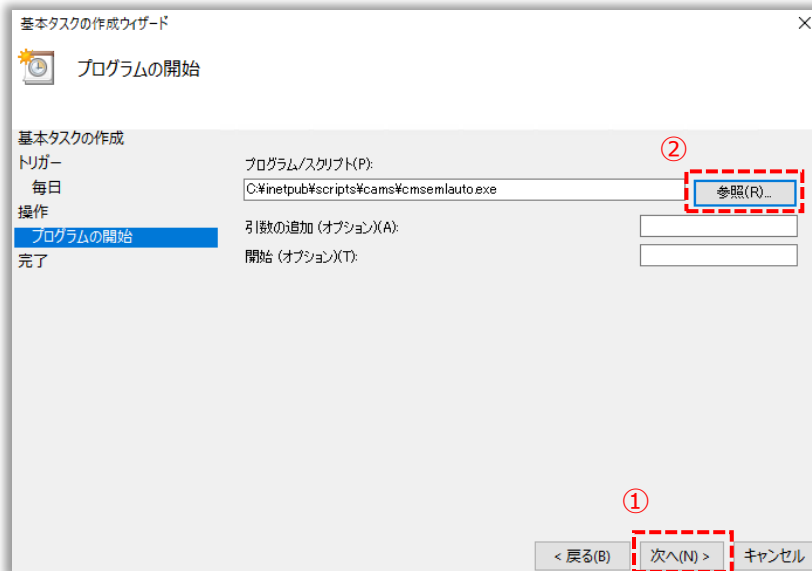 基本タスクの作成ウィザード
プログラムの開始
基本タスクの作成
トリガー
毎日
操作
プログラムの開始
完了
プログラム/スクリプト(P):
②
C:¥inetpub¥scripts¥cams¥cmsemlauto.exe
参照(R)...
引数の追加 (オプション)(A):
開始 (オプション)(T):
①
< 戻る(B)
次へ(N) >
キャンセル